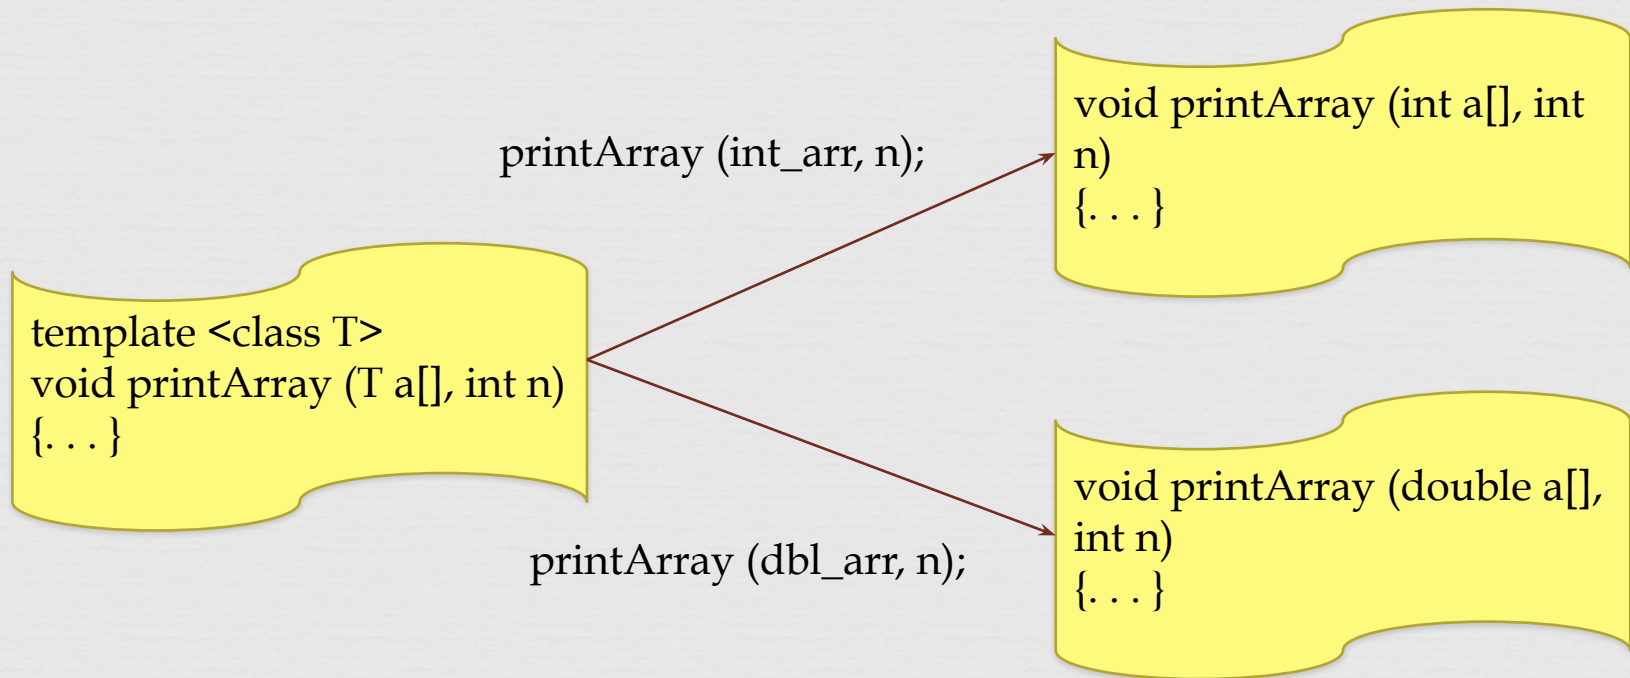 template <class T>
void printArray (T a[], int n)
{. . . }
printArray (int_arr, n);
void printArray (int a[], int
n)
{. . . }
printArray (dbl_arr, n);
void printArray (double a[],
int n)
{. . . }